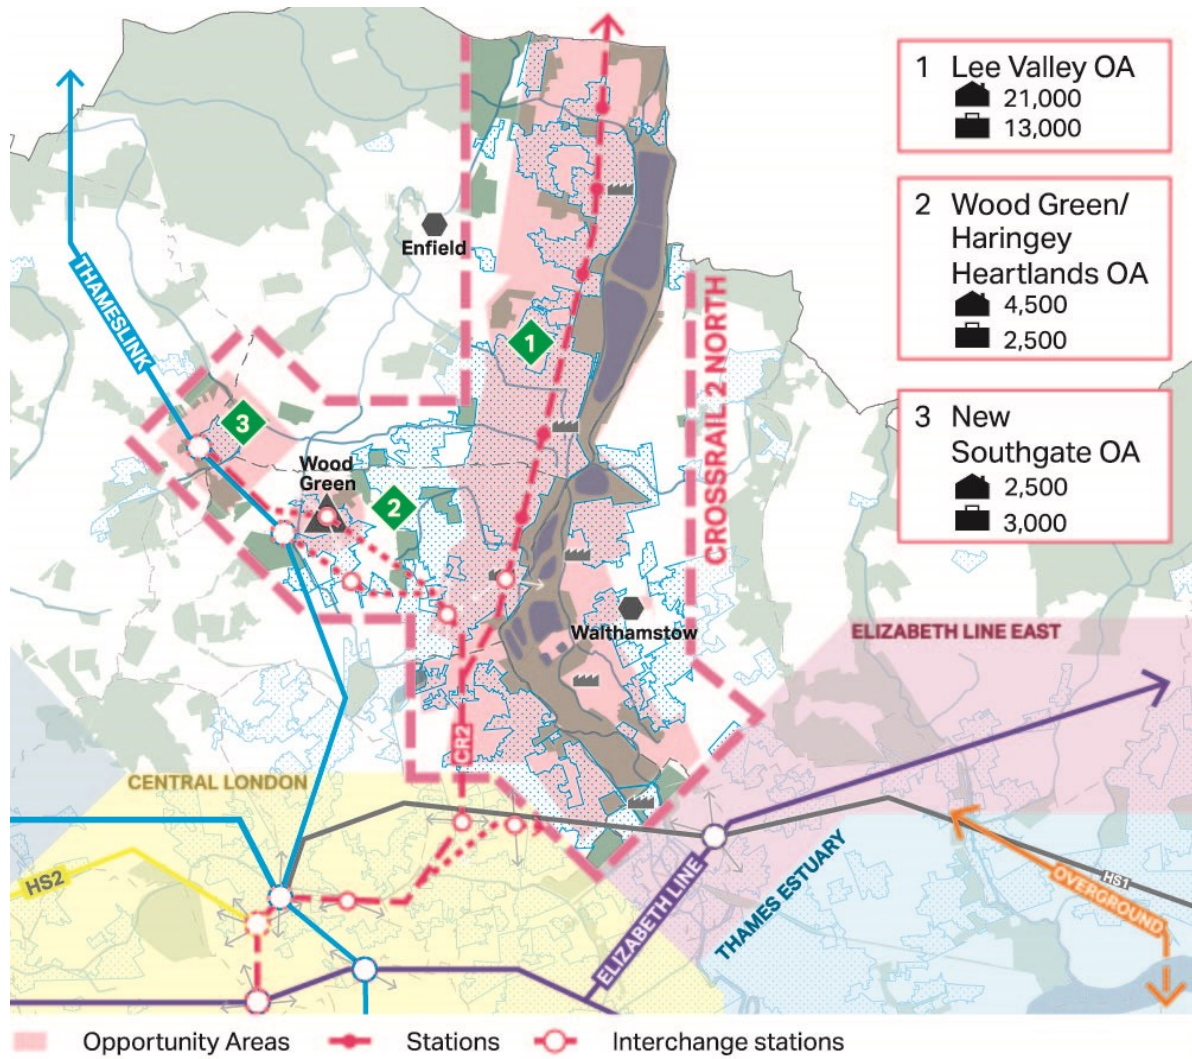 1 Lee Valley OA
21,000
13,000
2 Wood Green/
Haringey
Heartlands OA
4,500
2,500
3 New
Southgate OA
2,500
3,000
Enfield
THAMESLINK
1
CROSSRAIL 2 NORTH
3
Wood
Green
2
Walthamstow
ELIZABETH LINE EAST
CR2
CENTRAL LONDON
HS2
ELIZABETH LINE
THAMES ESTUARY
HS1
OVERGROUND
Opportunity Areas
Stations
Interchange stations